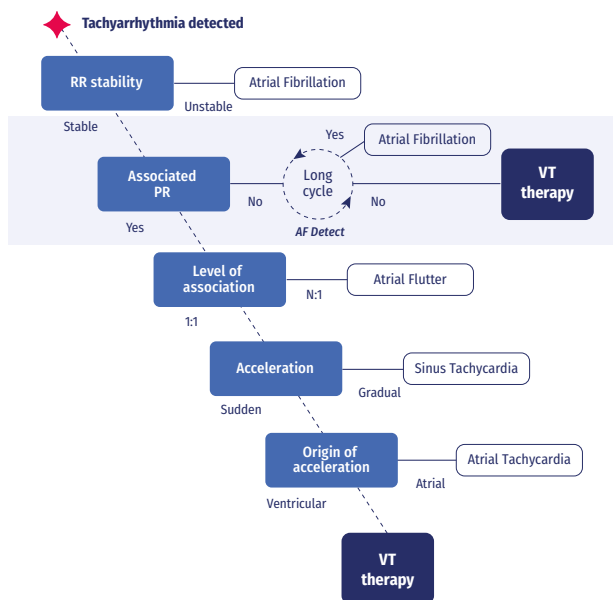 Tachyarrhythmia detected
RR stability
Atrial Fibrillation
Unstable
Stable
Yes
Atrial Fibrillation
Associated
PR
Long
cycle
VT
therapy
No
No
AF Detect
Yes
Level of
association
Atrial Flutter
N:1
1:1
Acceleration
Sinus Tachycardia
Gradual
Sudden
Origin of
acceleration
Atrial Tachycardia
Atrial
Ventricular
VT
therapy